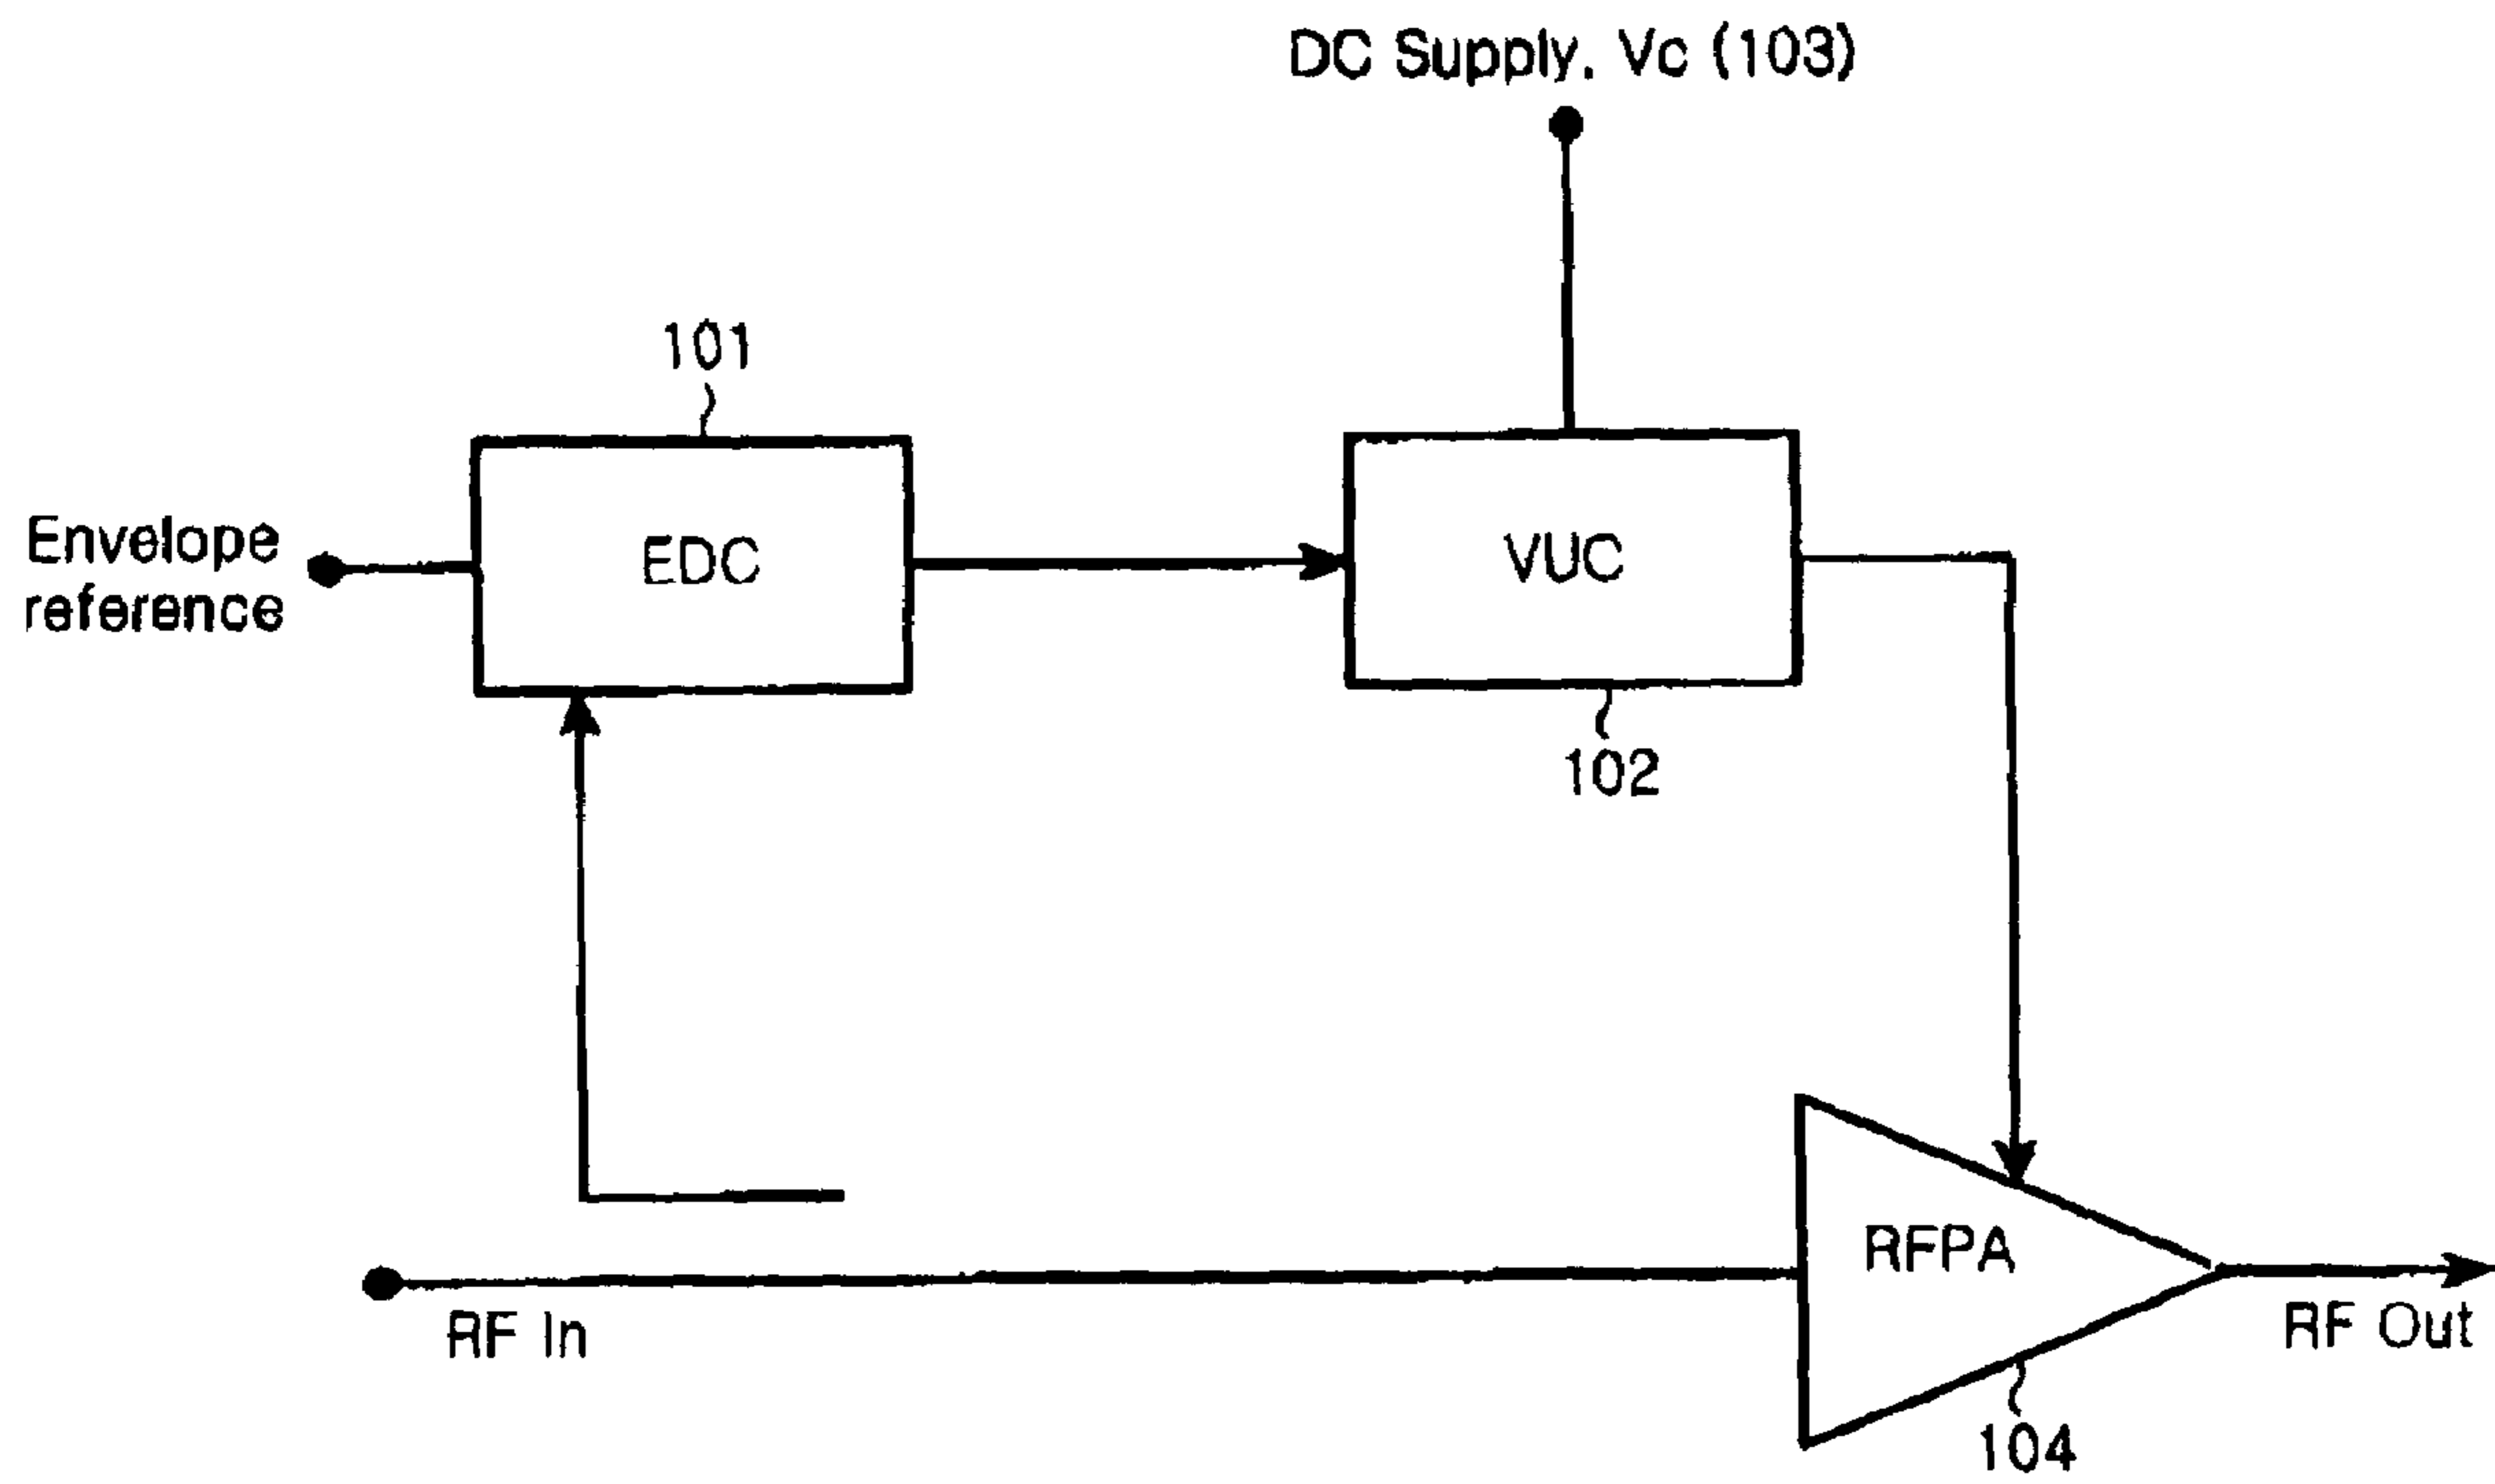 DC Supply. Vc (103)
101
Envelope
reference
EDC
VUC
102
RFPA
RF In
RF Out
104